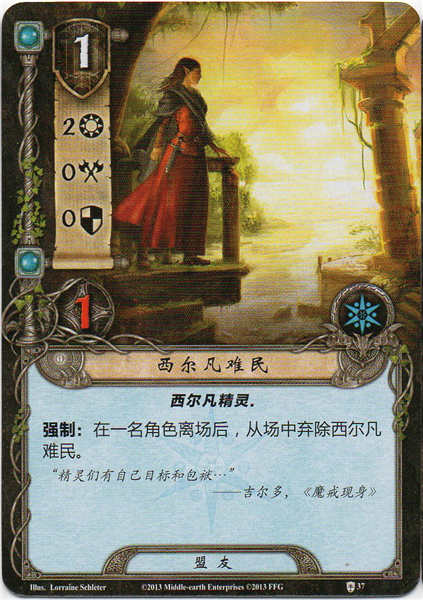 1
2
0
0
1
西尔凡难民
西尔凡精灵.
强制：在一名角色离场后，从场中弃除西尔凡
难民。
“精灵们有自己目标和包袱…”
——吉尔多，《魔戒现身》
盟友
Illus. Lorraine Schleter ©2013 Middle-earth Enterprises ©2013 FFG 37